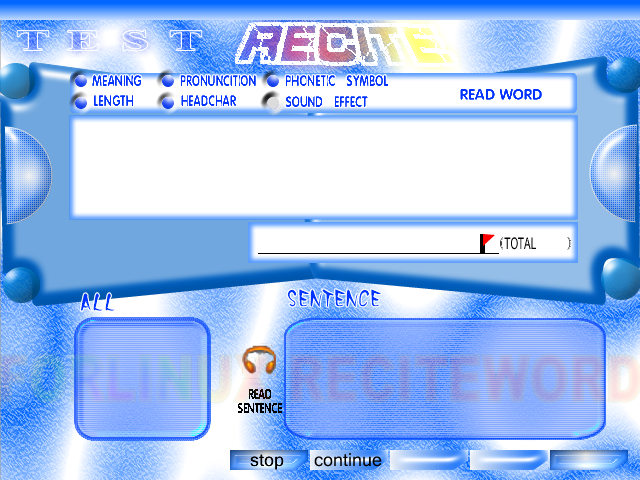 TEST RECITE
MEANING PRONUNCITION PHONETIC SYMBOL
LENGTH HEADCHAR SOUND EFFECT READ WORD
(TOTAL )
ALL SENTENCE
FORLINUX RECITEWORD
READ
SENTENCE
stop continue